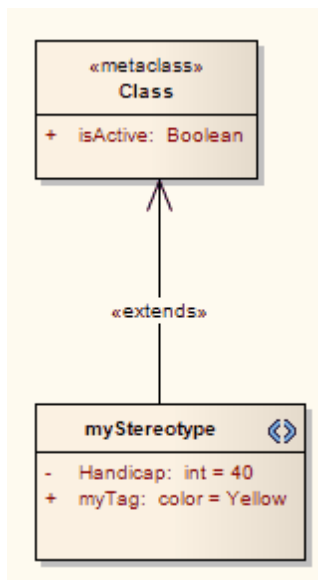 «metaclass»
Class
+ isActive: Boolean
«extends»
myStereotype
- Handicap: int = 40
+ myTag: color = Yellow